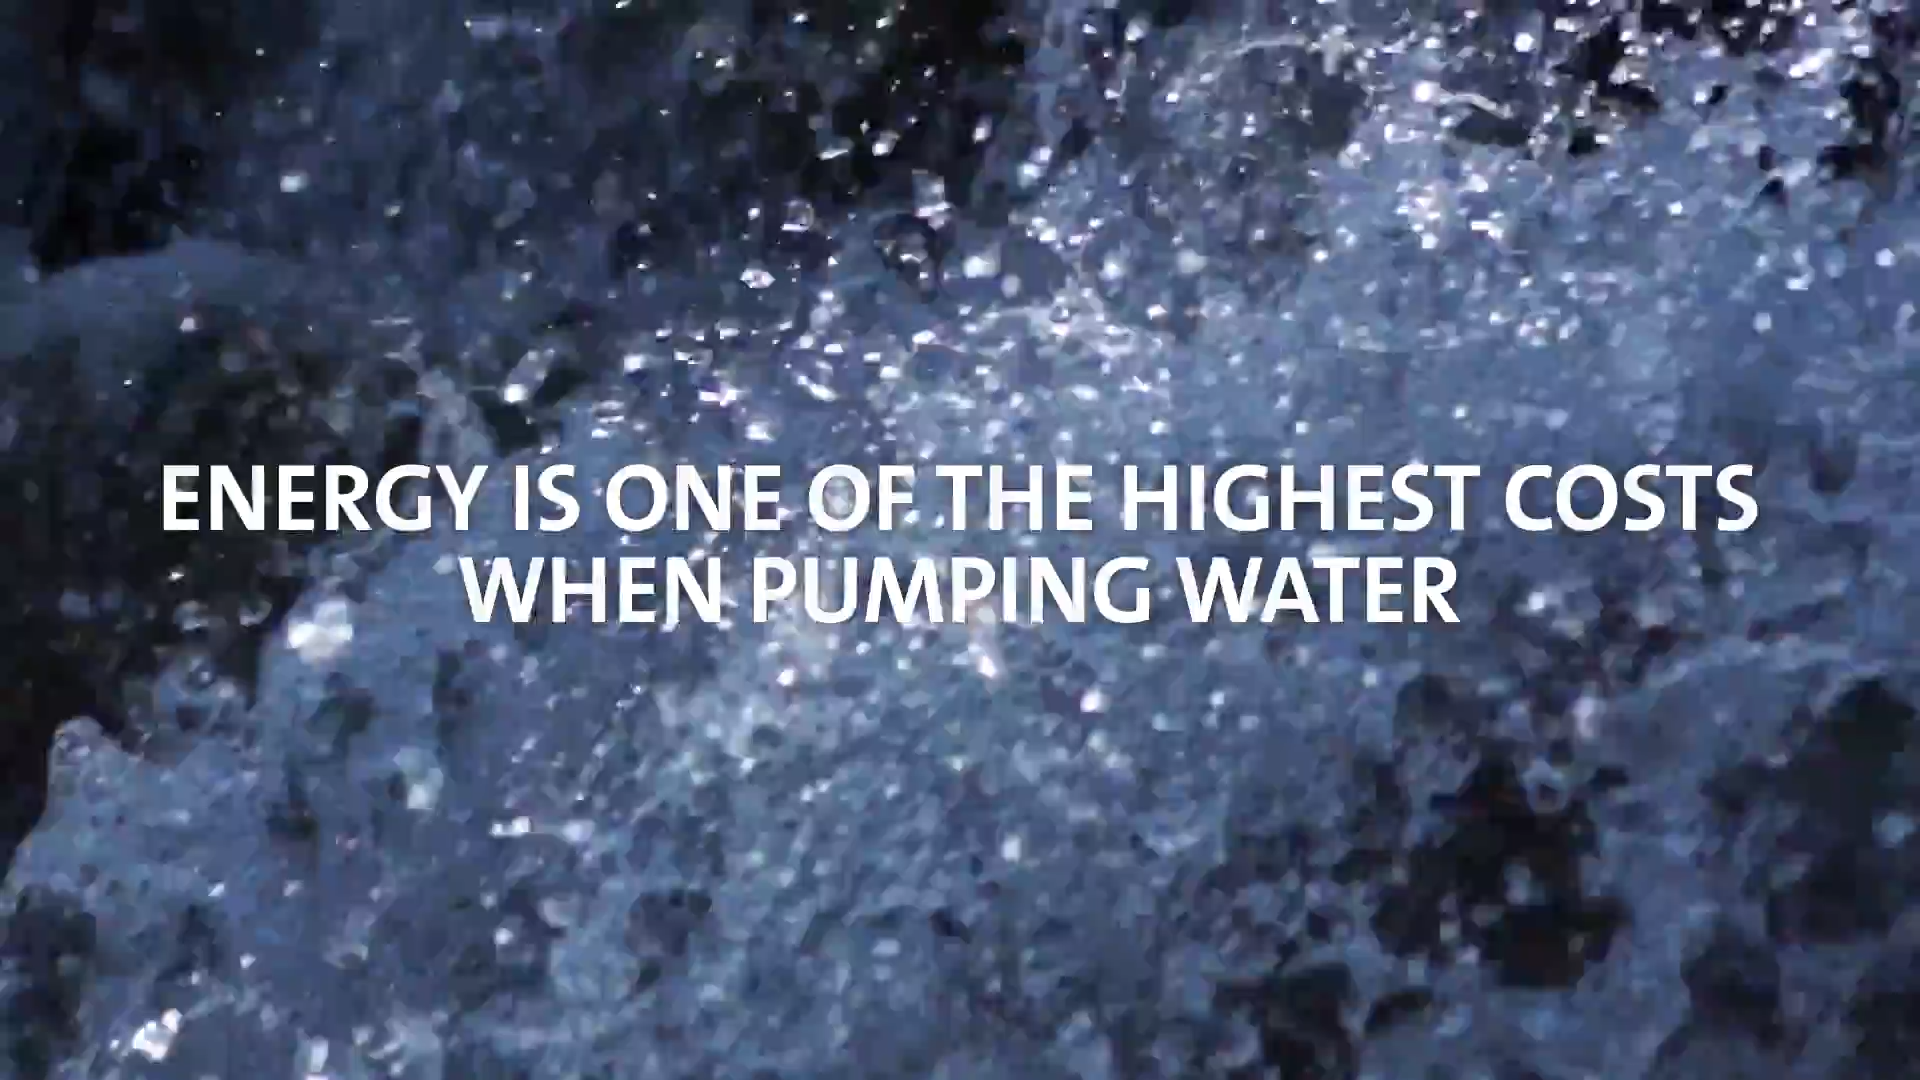 ENERGY IS ONE OF THE HIGHEST COSTS
WHEN PUMPING WATER